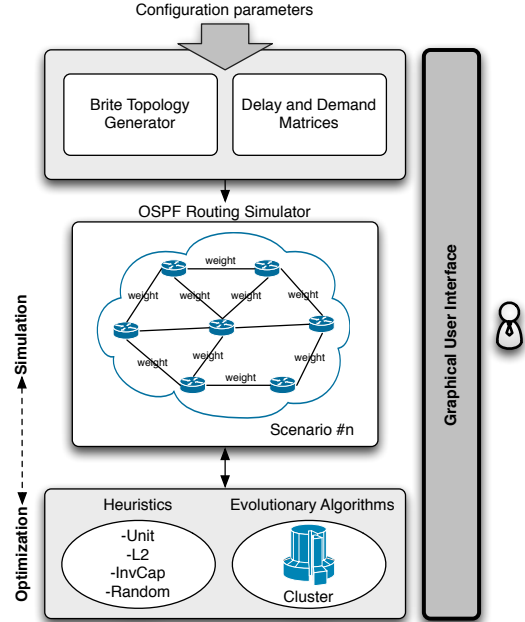 Configuration parameters
Brite Topology
Generator
Delay and Demand
Matrices
OSPF Routing Simulator
weight
weight
weight
weight
weight
weight
weight
weight
weight
Scenario #n
Heuristics
-Unit
-L2
-InvCap
-Random
Evolutionary Algorithms
Cluster
Simulation
Optimization
Graphical User Interface